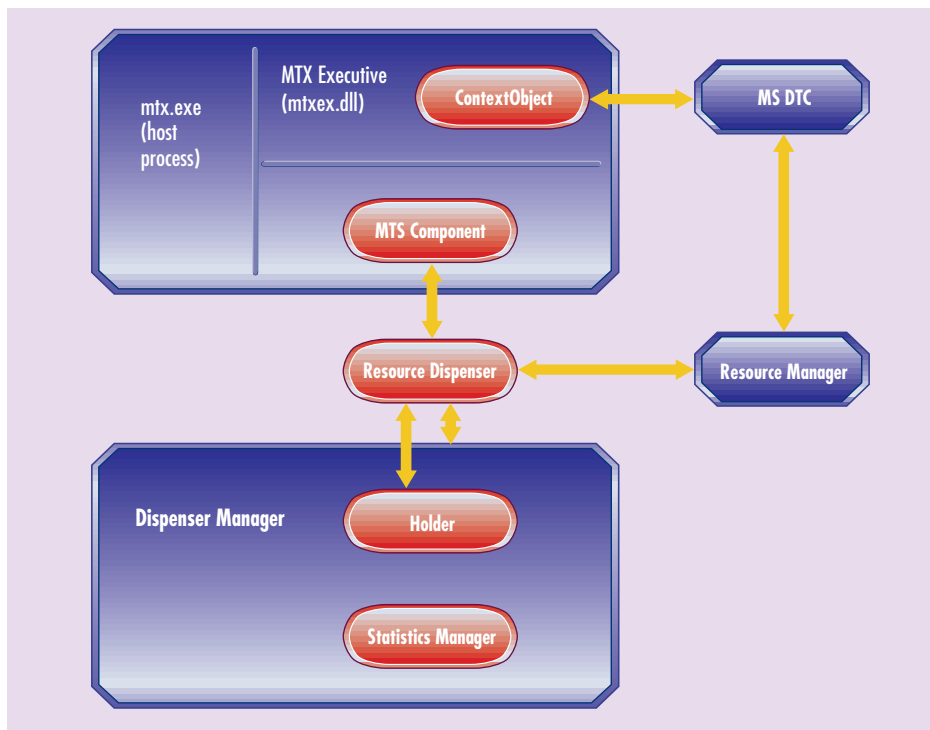 mtx.exe
(host
process)
MTX Executive
(mtxex.dll)
ContextObject
MS DTC
MTS Component
Resource Dispenser
Resource Manager
Dispenser Manager
Holder
Statistics Manager